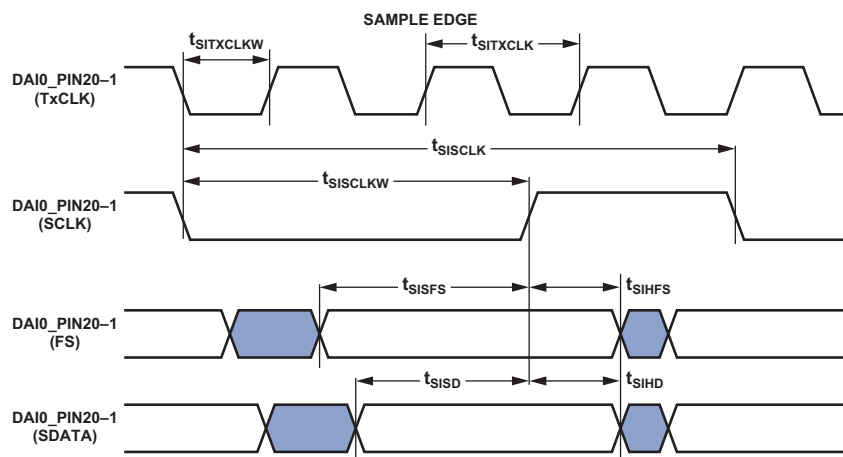 SAMPLE EDGE
tSITXCLKW
tSITXCLK
DAI0_PIN20–1
(TxCLK)
tSISCLK
tSISCLKW
DAI0_PIN20–1
(SCLK)
tSISFS
tSIHFS
DAI0_PIN20–1
(FS)
tSISD
tSIHD
DAI0_PIN20–1
(SDATA)